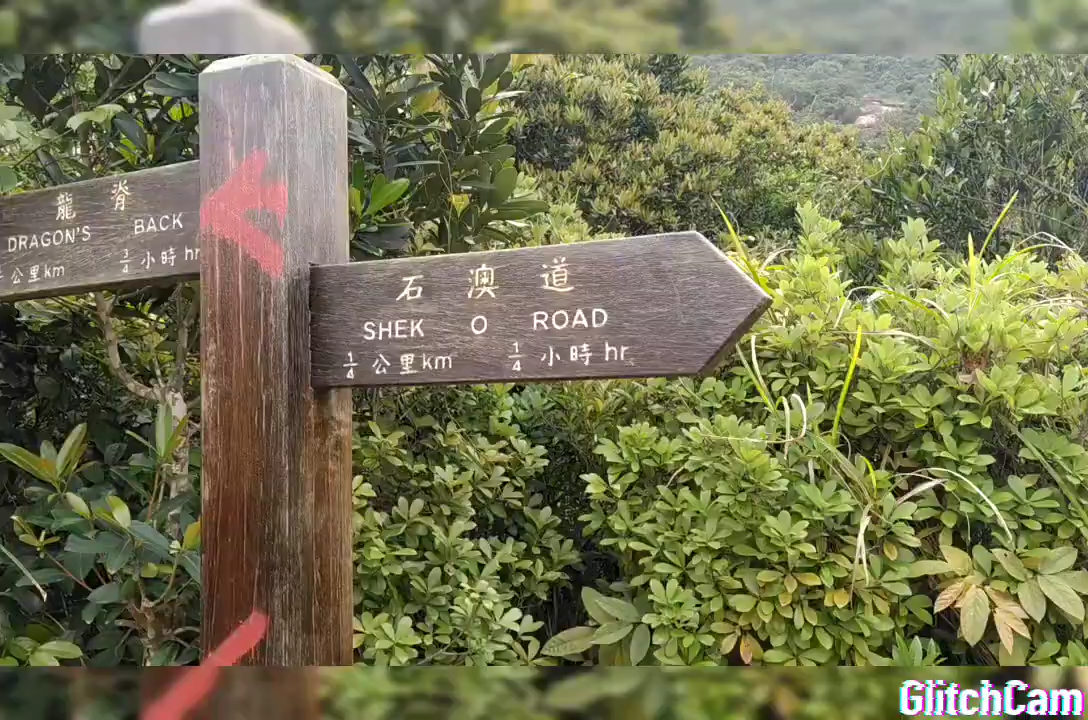 龍 脊
DRAGON'S BACK
公里km 3/4 小時 hr
石 澳 道
SHEK O ROAD
1/4 公里km 1/4 小時 hr
GlitchCam